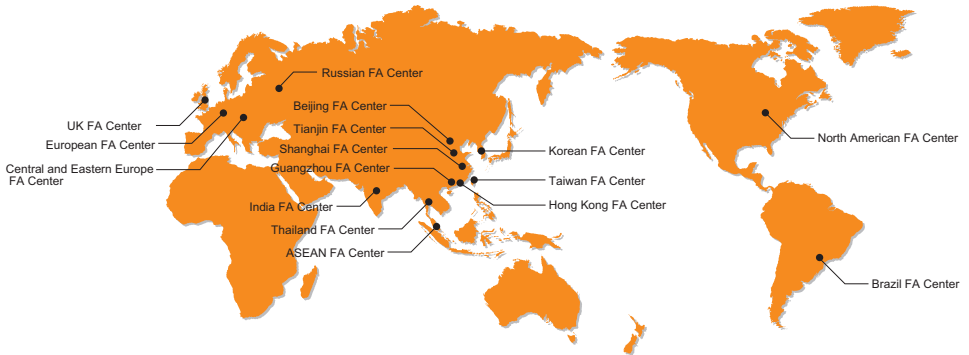 Russian FA Center
Beijing FA Center
UK FA Center
Tianjin FA Center
North American FA Center
European FA Center
Shanghai FA Center
Korean FA Center
Central and Eastern Europe
FA Center
Guangzhou FA Center
Taiwan FA Center
India FA Center
Hong Kong FA Center
Thailand FA Center
ASEAN FA Center
Brazil FA Center